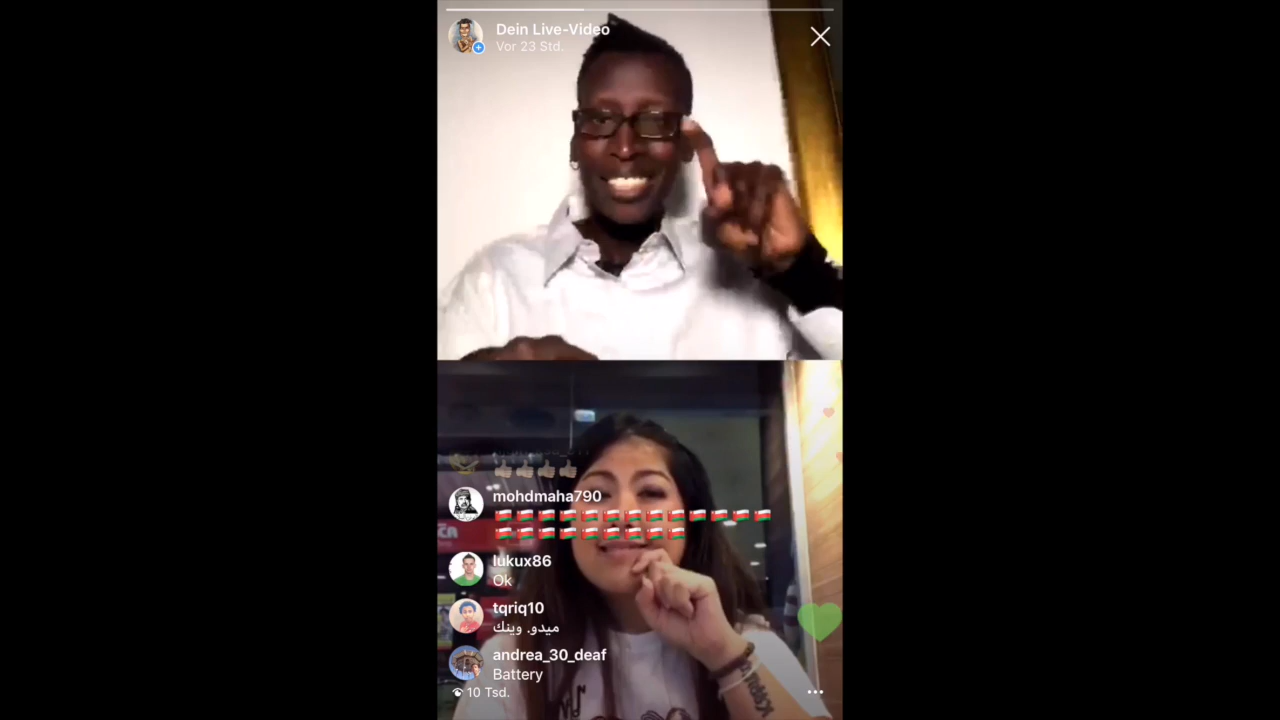 Dein Live-Video
Vor 23 Std.
mohdmaha790
lukux86
Ok
tqriq10
ميدو. وينك
andrea_30_deaf
Battery
10 Tsd.